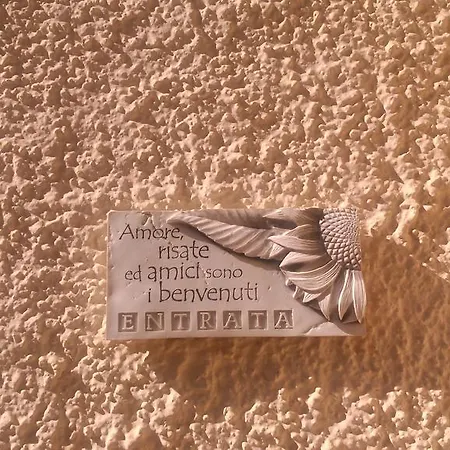 Amore,
risate
ed amici sono
i benvenuti
ENTRATA